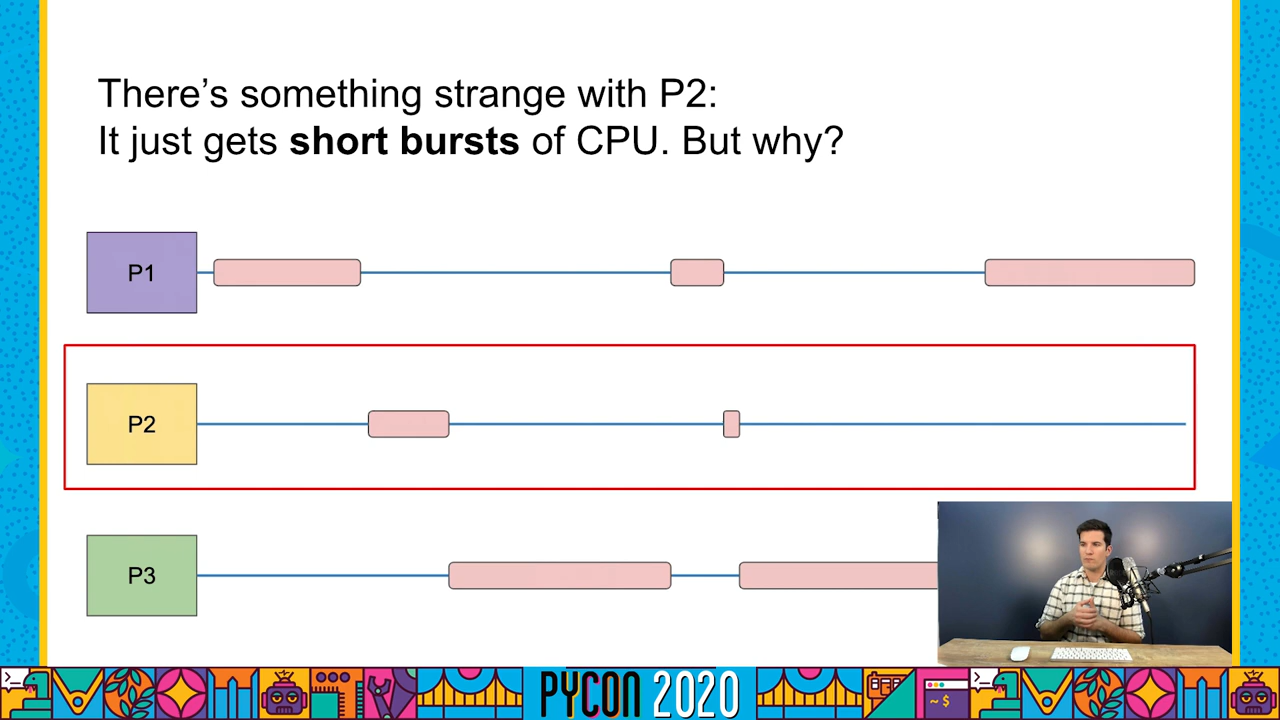 There’s something strange with P2:
It just gets short bursts of CPU. But why?
P1
P2
P3
>_
~$
PYCON 2020